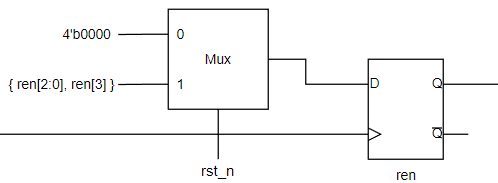 4'b0000
0
Mux
{ ren[2:0], ren[3] }
1
D
Q
Q
rst_n
ren